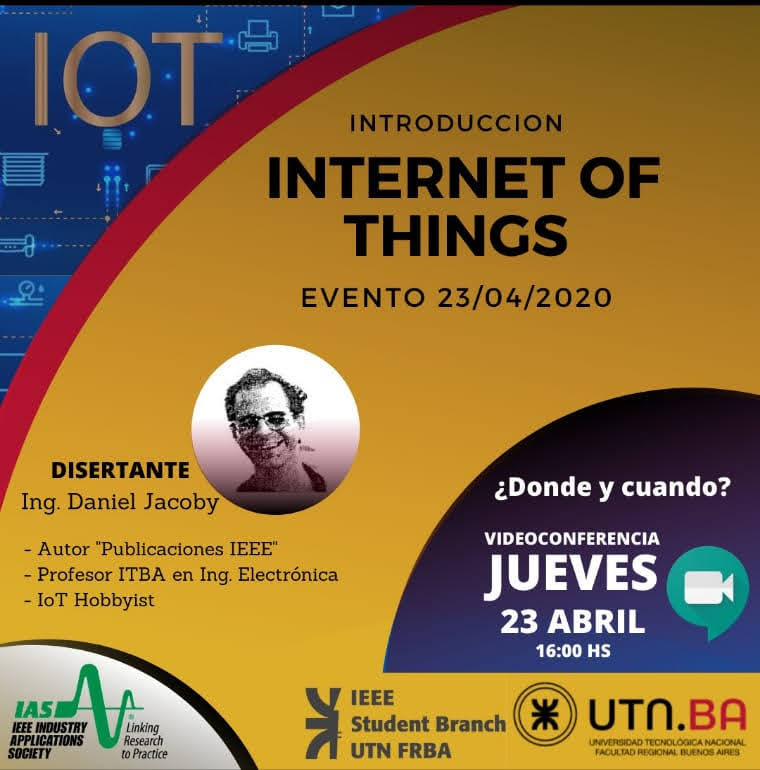 IOT
INTRODUCCION
INTERNET OF
THINGS
EVENTO 23/04/2020
DISERTANTE
Ing. Daniel Jacoby
- Autor "Publicaciones IEEE"
- Profesor ITBA en Ing. Electrónica
- IoT Hobbyist
¿Donde y cuando?
VIDEOCONFERENCIA
JUEVES
23 ABRIL
16:00 HS
IAS
IEEE INDUSTRY
APPLICATIONS
SOCIETY
®
Linking
Research
to Practice
IEEE
Student Branch
UTN FRBA
UTN.BA
UNIVERSIDAD TECNOLÓGICA NACIONAL
FACULTAD REGIONAL BUENOS AIRES